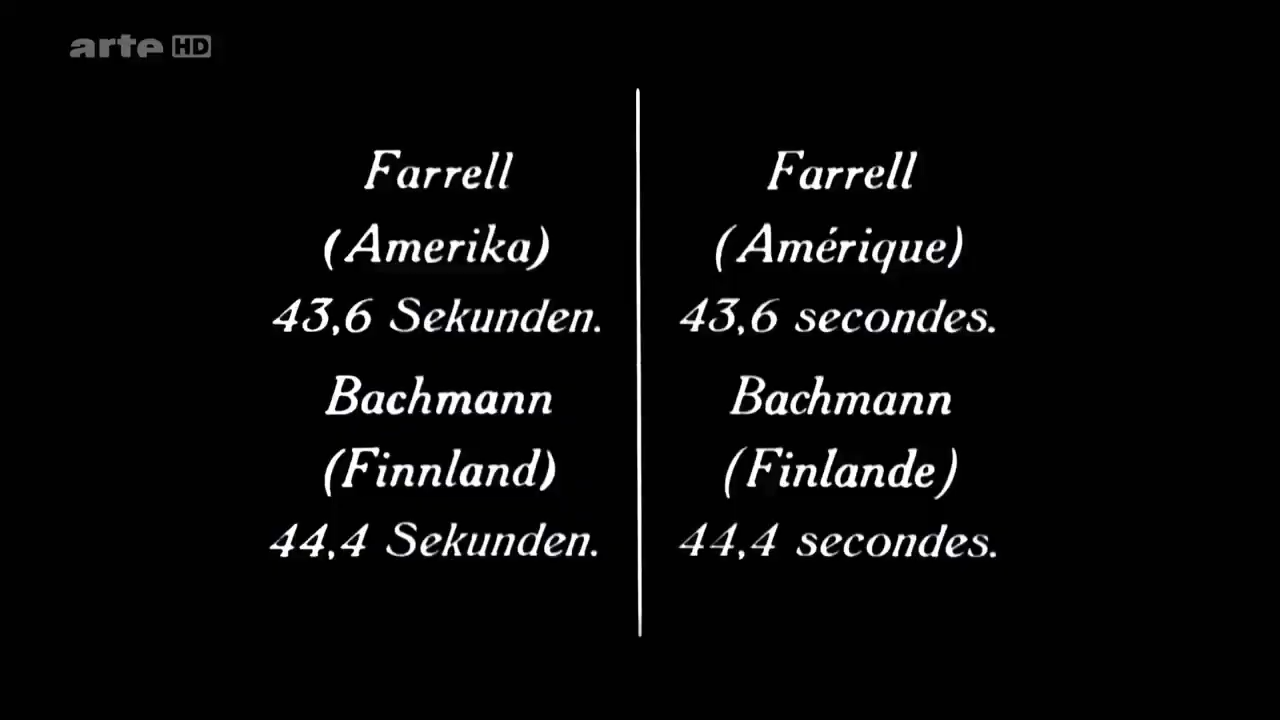 arte HD
Farrell
(Amerika)
43,6 Sekunden.
Bachmann
(Finnland)
44,4 Sekunden.
Farrell
(Amérique)
43,6 secondes.
Bachmann
(Finlande)
44,4 secondes.